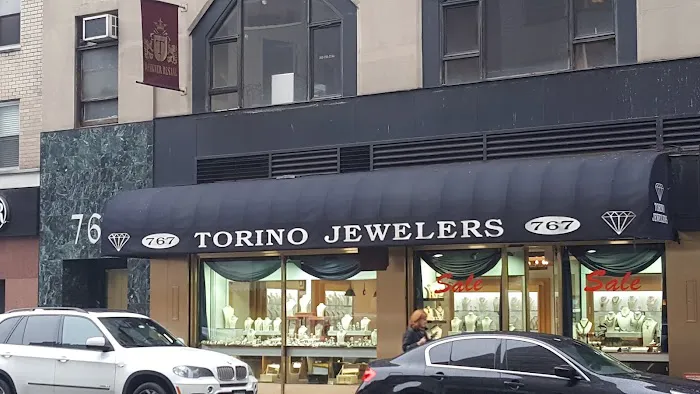 76
767 TORINO JEWELERS 767
TORINO
JEWELERS
Sale
Sale